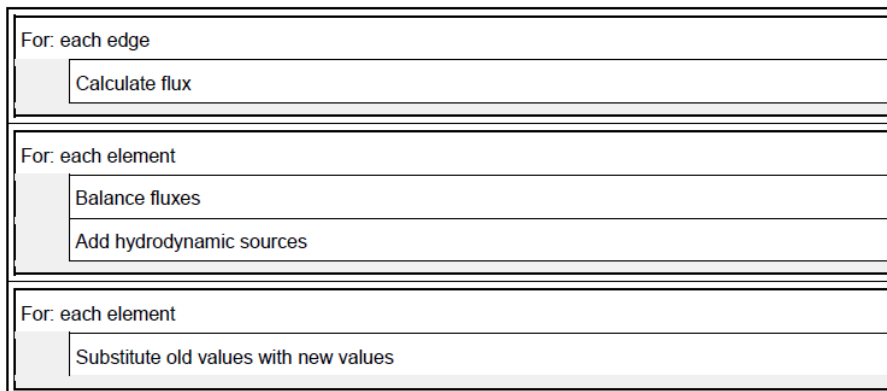 For: each edge
Calculate flux
For: each element
Balance fluxes
Add hydrodynamic sources
For: each element
Substitute old values with new values